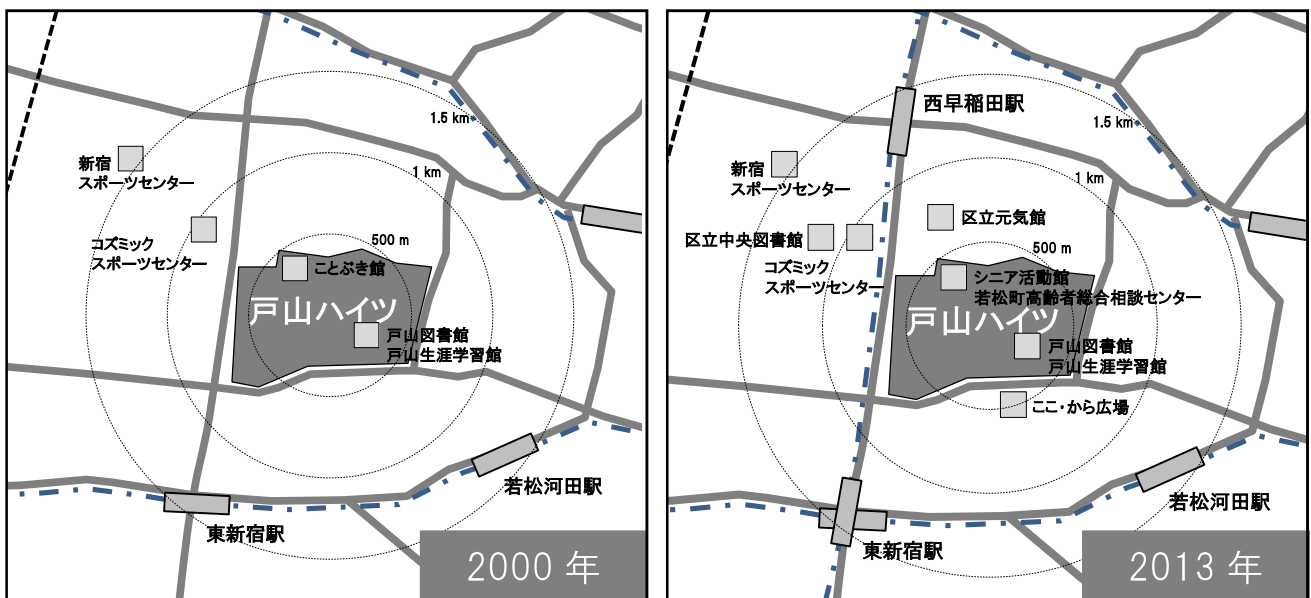 1.5 km
新宿
スポーツセンター
1 km
コズミック
スポーツセンター
500 m
ことぶき館
戸山ハイツ
戸山図書館
戸山生涯学習館
若松河田駅
東新宿駅
2000 年
西早稲田駅
1.5 km
新宿
スポーツセンター
1 km
区立元気館
区立中央図書館
500 m
コズミック
スポーツセンター
シニア活動館
若松町高齢者総合相談センター
戸山ハイツ
戸山図書館
戸山生涯学習館
ここ・から広場
若松河田駅
東新宿駅
2013 年